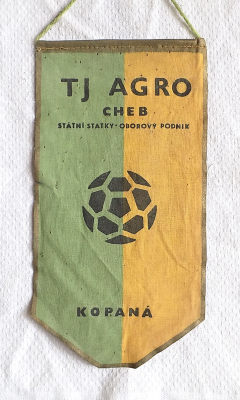 TJ AGRO
CHEB
STÁTNÍ STATKY-OBOROVÝ PODNIK
KOPANÁ